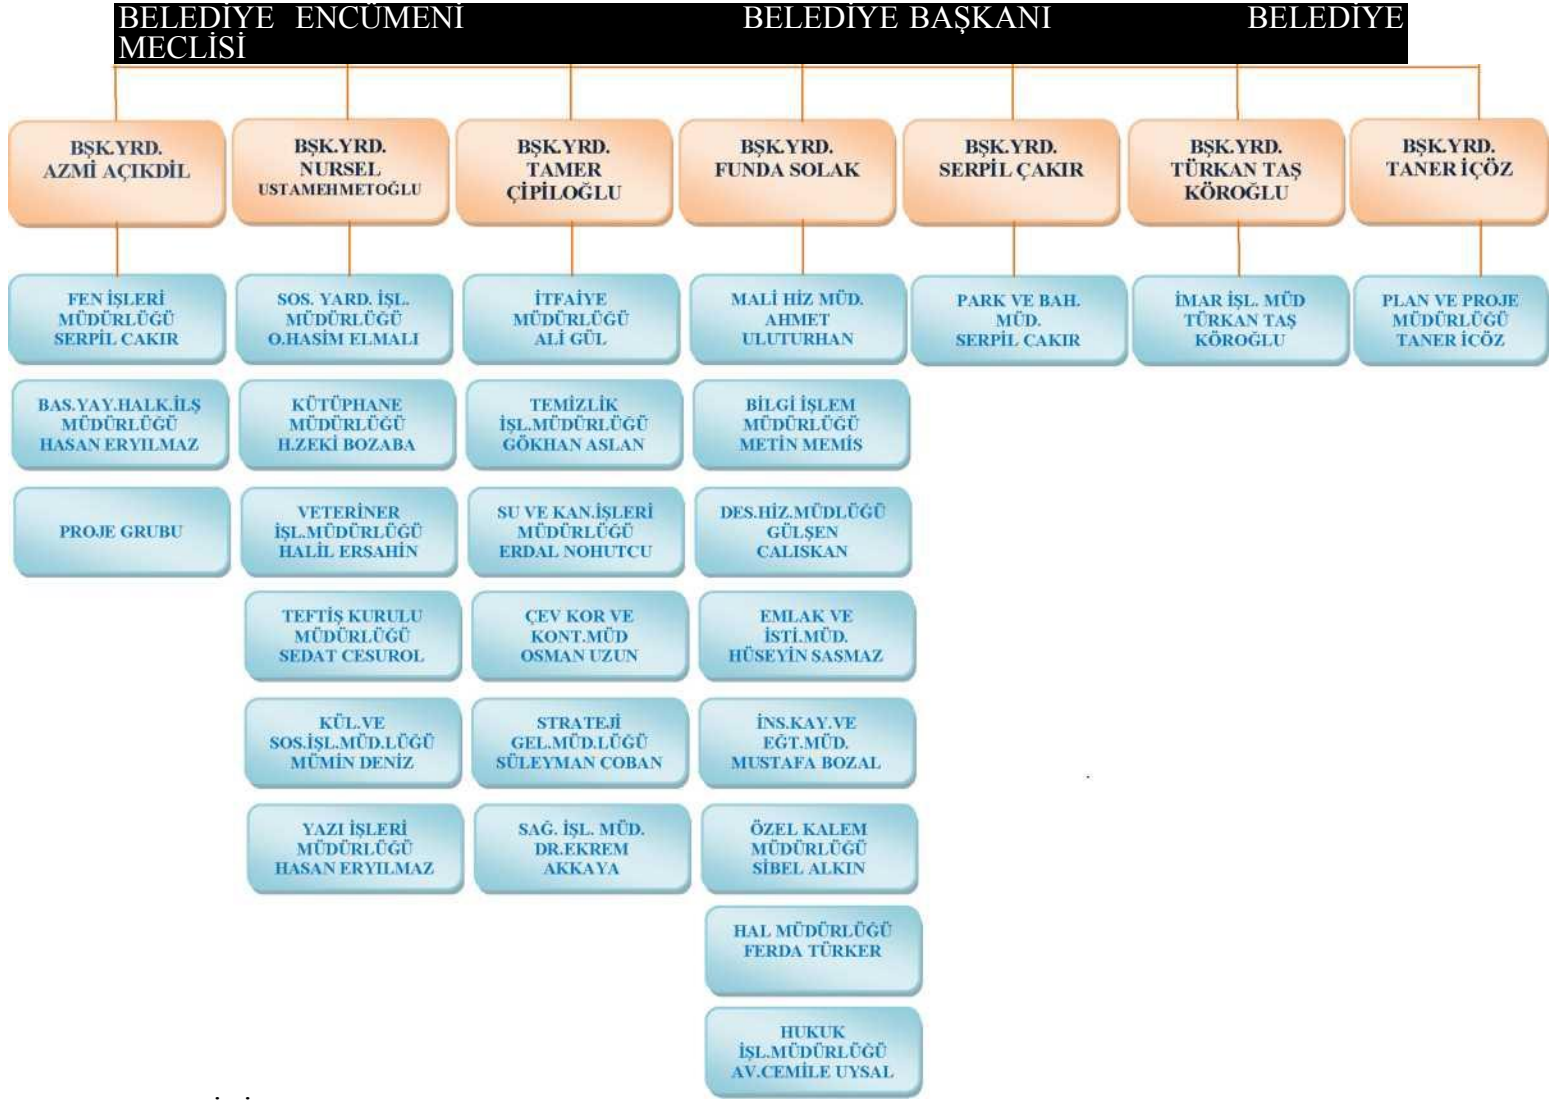 BELEDİYE ENCÜMENİ BELEDİYE BAŞKANI BELEDİYE
MECLİSİ
BŞK.YRD.
AZMİ AÇIKDİL
BŞK.YRD.
NURSEL
USTAMEHMETOĞLU
BŞK.YRD.
TAMER
ÇİPİLOĞLU
BŞK.YRD.
FUNDA SOLAK
BŞK.YRD.
SERPİL ÇAKIR
BŞK.YRD.
TÜRKAN TAŞ
KÖROĞLU
BŞK.YRD.
TANER İÇÖZ
FEN İŞLERİ
MÜDÜRLÜĞÜ
SERPİL CAKIR
SOS. YARD. İŞL.
MÜDÜRLÜĞÜ
O.HASİM ELMALI
İTFAİYE
MÜDÜRLÜĞÜ
ALİ GÜL
MALİ HİZ MÜD.
AHMET
ULUTURHAN
PARK VE BAH.
MÜD.
SERPİL CAKIR
İMAR İŞL. MÜD
TÜRKAN TAŞ
KÖROĞLU
PLAN VE PROJE
MÜDÜRLÜĞÜ
TANER İCÖZ
BAS.YAY.HALK.İLŞ
MÜDÜRLÜĞÜ
HASAN ERYILMAZ
KÜTÜPHANE
MÜDÜRLÜĞÜ
H.ZEKİ BOZABA
TEMİZLİK
İŞL.MÜDÜRLÜĞÜ
GÖKHAN ASLAN
BİLGİ İŞLEM
MÜDÜRLÜĞÜ
METİN MEMİS
PROJE GRUBU
VETERİNER
İŞL.MÜDÜRLÜĞÜ
HALİL ERSAHİN
SU VE KAN.İŞLERİ
MÜDÜRLÜĞÜ
ERDAL NOHUTCU
DES.HİZ.MÜDLÜĞÜ
GÜLŞEN
CALISKAN
TEFTİŞ KURULU
MÜDÜRLÜĞÜ
SEDAT CESUROL
ÇEV KOR VE
KONT.MÜD
OSMAN UZUN
EMLAK VE
İSTİ.MÜD.
HÜSEYİN SASMAZ
KÜL.VE
SOS.İŞL.MÜD.LÜĞÜ
MÜMİN DENİZ
STRATEJİ
GEL.MÜD.LÜĞÜ
SÜLEYMAN COBAN
İNS.KAY.VE
EĞT.MÜD.
MUSTAFA BOZAL
YAZI İŞLERİ
MÜDÜRLÜĞÜ
HASAN ERYILMAZ
SAĞ. İŞL. MÜD.
DR.EKREM
AKKAYA
ÖZEL KALEM
MÜDÜRLÜĞÜ
SİBEL ALKIN
HAL MÜDÜRLÜĞÜ
FERDA TÜRKER
HUKUK
İŞL.MÜDÜRLÜĞÜ
AV.CEMİLE UYSAL